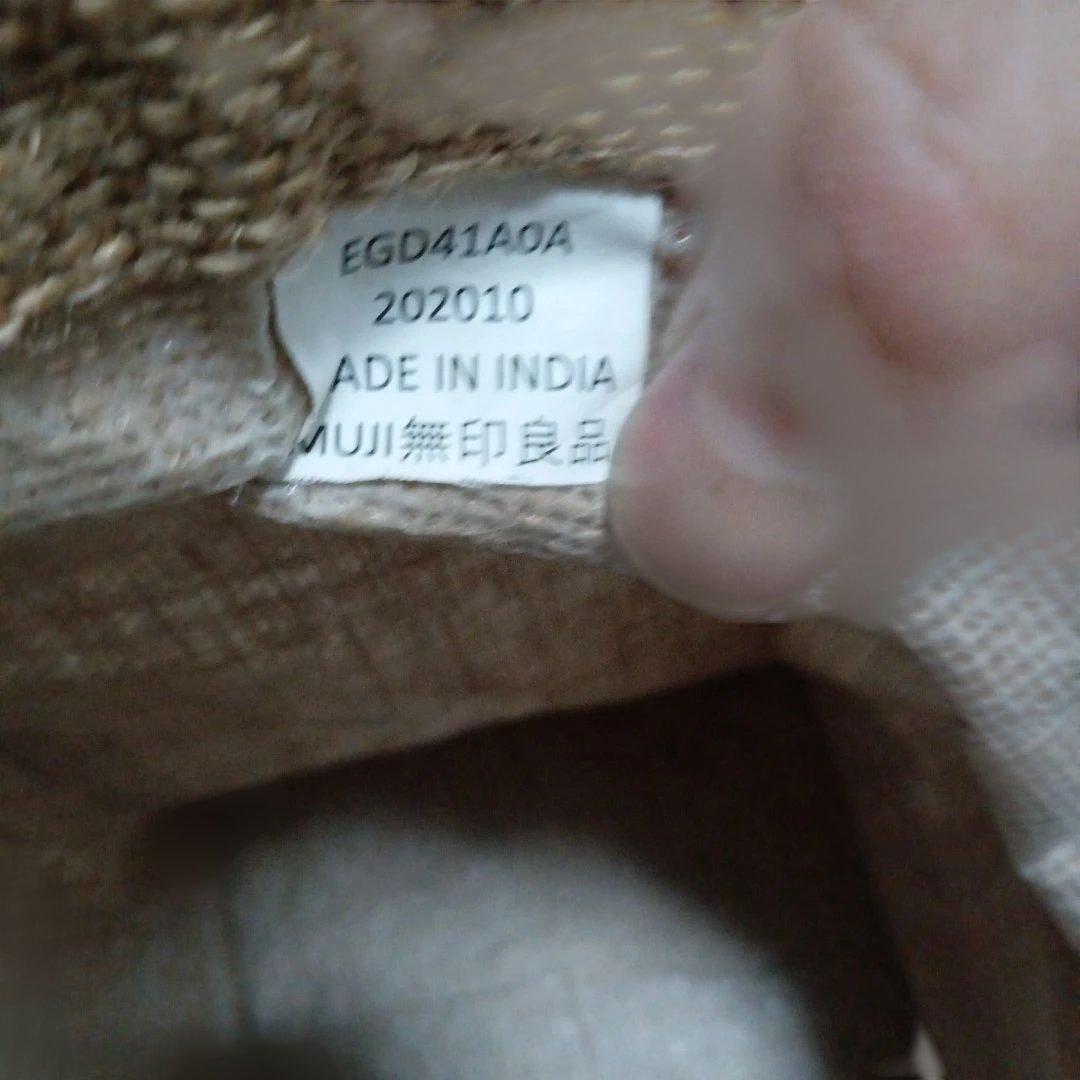 EGD41A0A
202010
ADE IN INDIA
MUJI無印良品